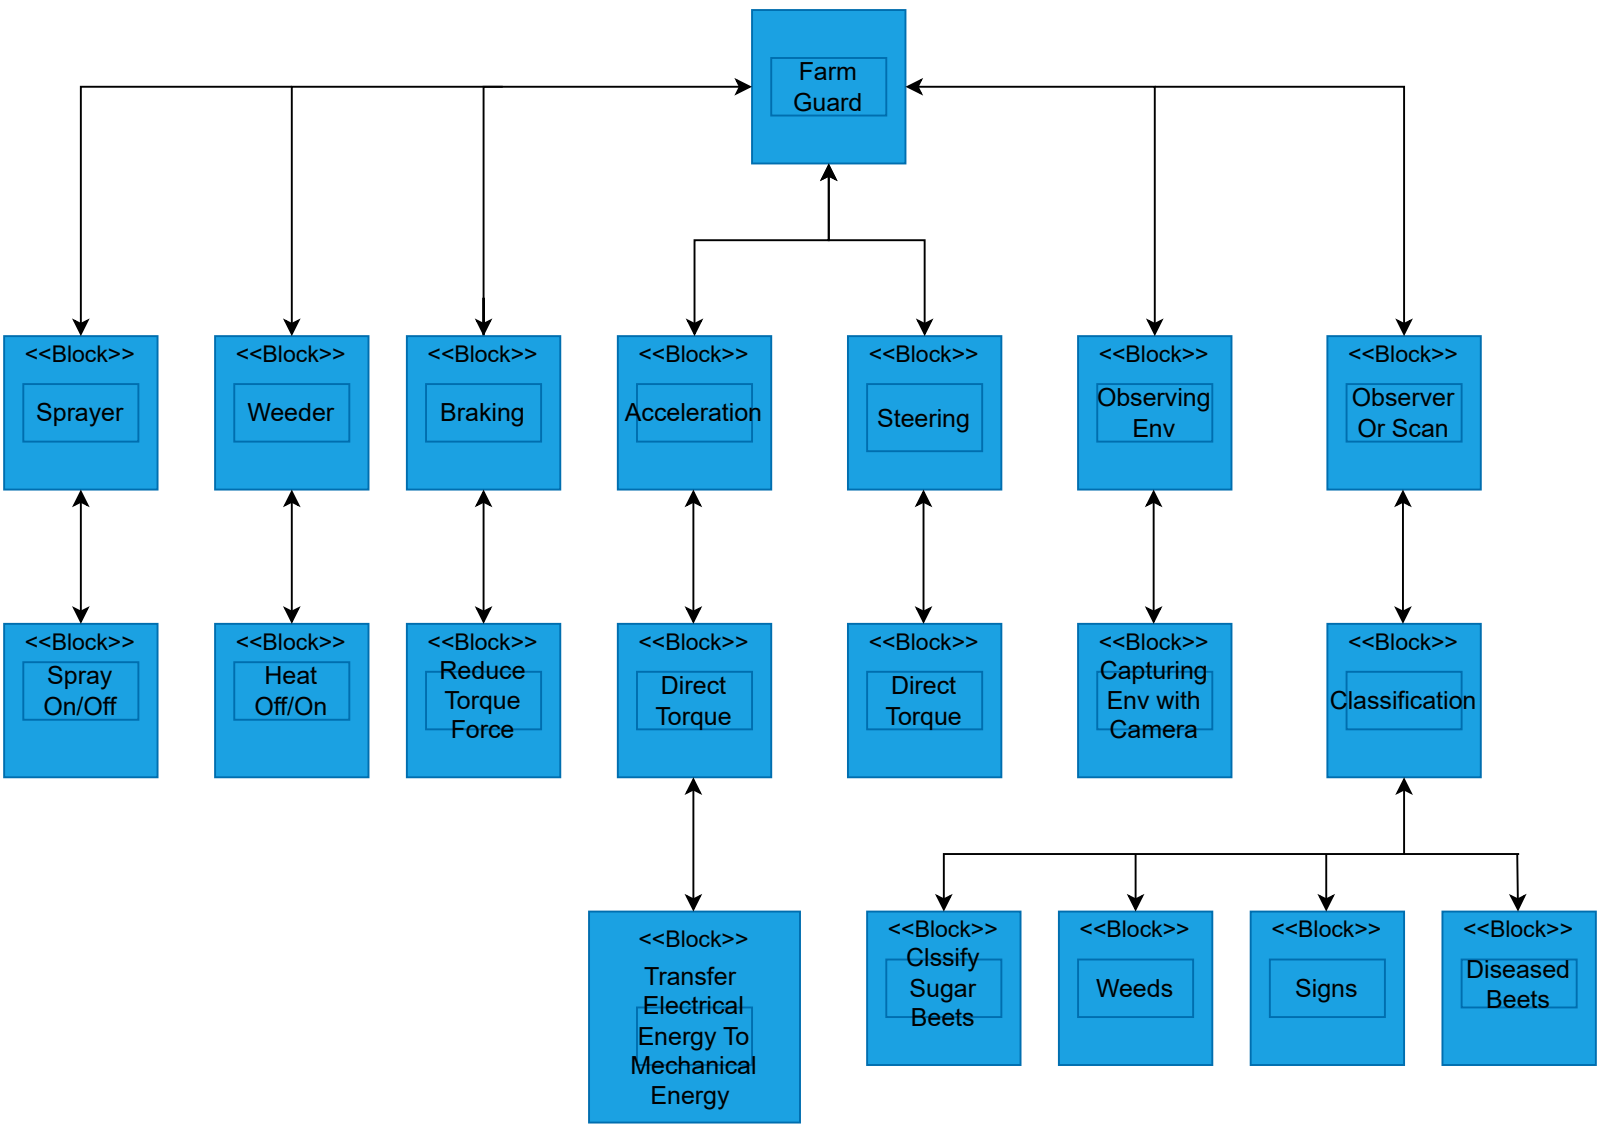 Farm
Guard
<<Block>>
Sprayer
<<Block>>
Weeder
<<Block>>
Braking
<<Block>>
Acceleration
<<Block>>
Steering
<<Block>>
Observing
Env
<<Block>>
Observer
Or Scan
<<Block>>
Spray
On/Off
<<Block>>
Heat
Off/On
<<Block>>
Reduce
Torque
Force
<<Block>>
Direct
Torque
<<Block>>
Direct
Torque
<<Block>>
Capturing
Env with
Camera
<<Block>>
Classification
<<Block>>
Transfer
Electrical
Energy To
Mechanical
Energy
<<Block>>
Clssify
Sugar
Beets
<<Block>>
Weeds
<<Block>>
Signs
<<Block>>
Diseased
Beets